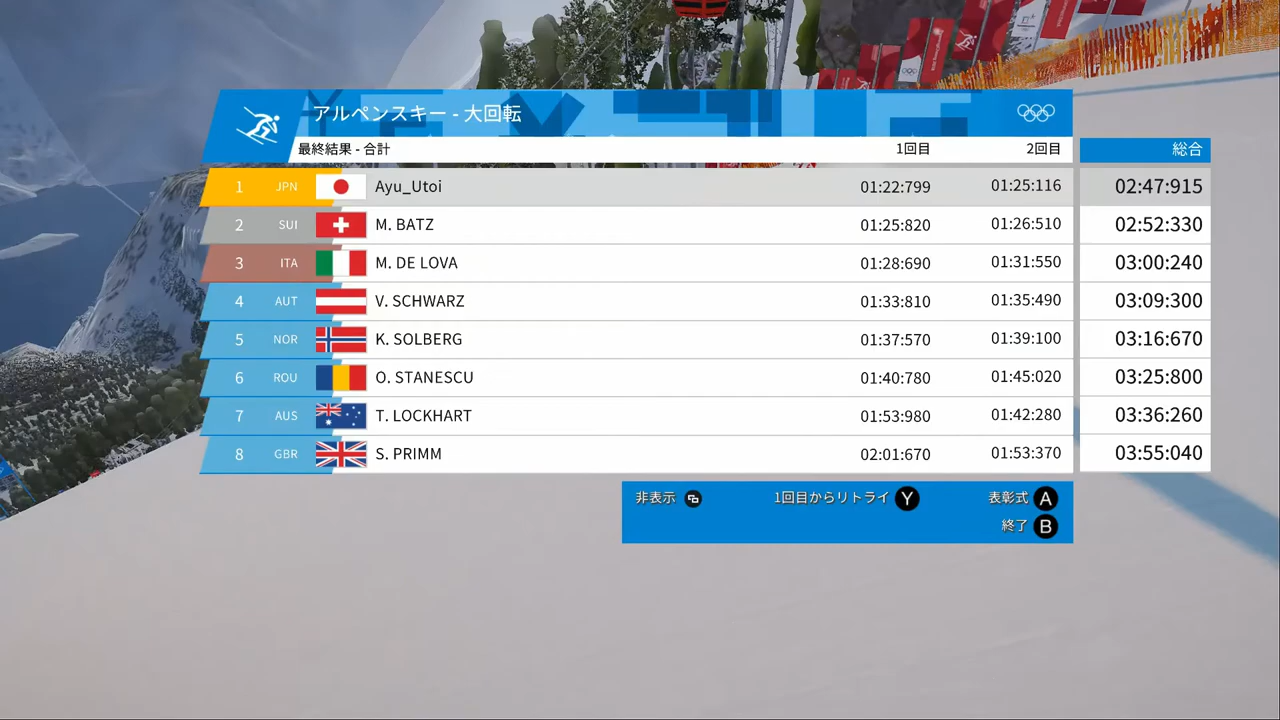 アルペンスキー - 大回転
最終結果 - 合計 1回目 2回目 総合
1 JPN Ayu_Utoi 01:22:799 01:25:116 02:47:915
2 SUI M. BATZ 01:25:820 01:26:510 02:52:330
3 ITA M. DE LOVA 01:28:690 01:31:550 03:00:240
4 AUT V. SCHWARZ 01:33:810 01:35:490 03:09:300
5 NOR K. SOLBERG 01:37:570 01:39:100 03:16:670
6 ROU O. STANESCU 01:40:780 01:45:020 03:25:800
7 AUS T. LOCKHART 01:53:980 01:42:280 03:36:260
8 GBR S. PRIMM 02:01:670 01:53:370 03:55:040
非表示 1回目からリトライ Y 表彰式 A
終了 B